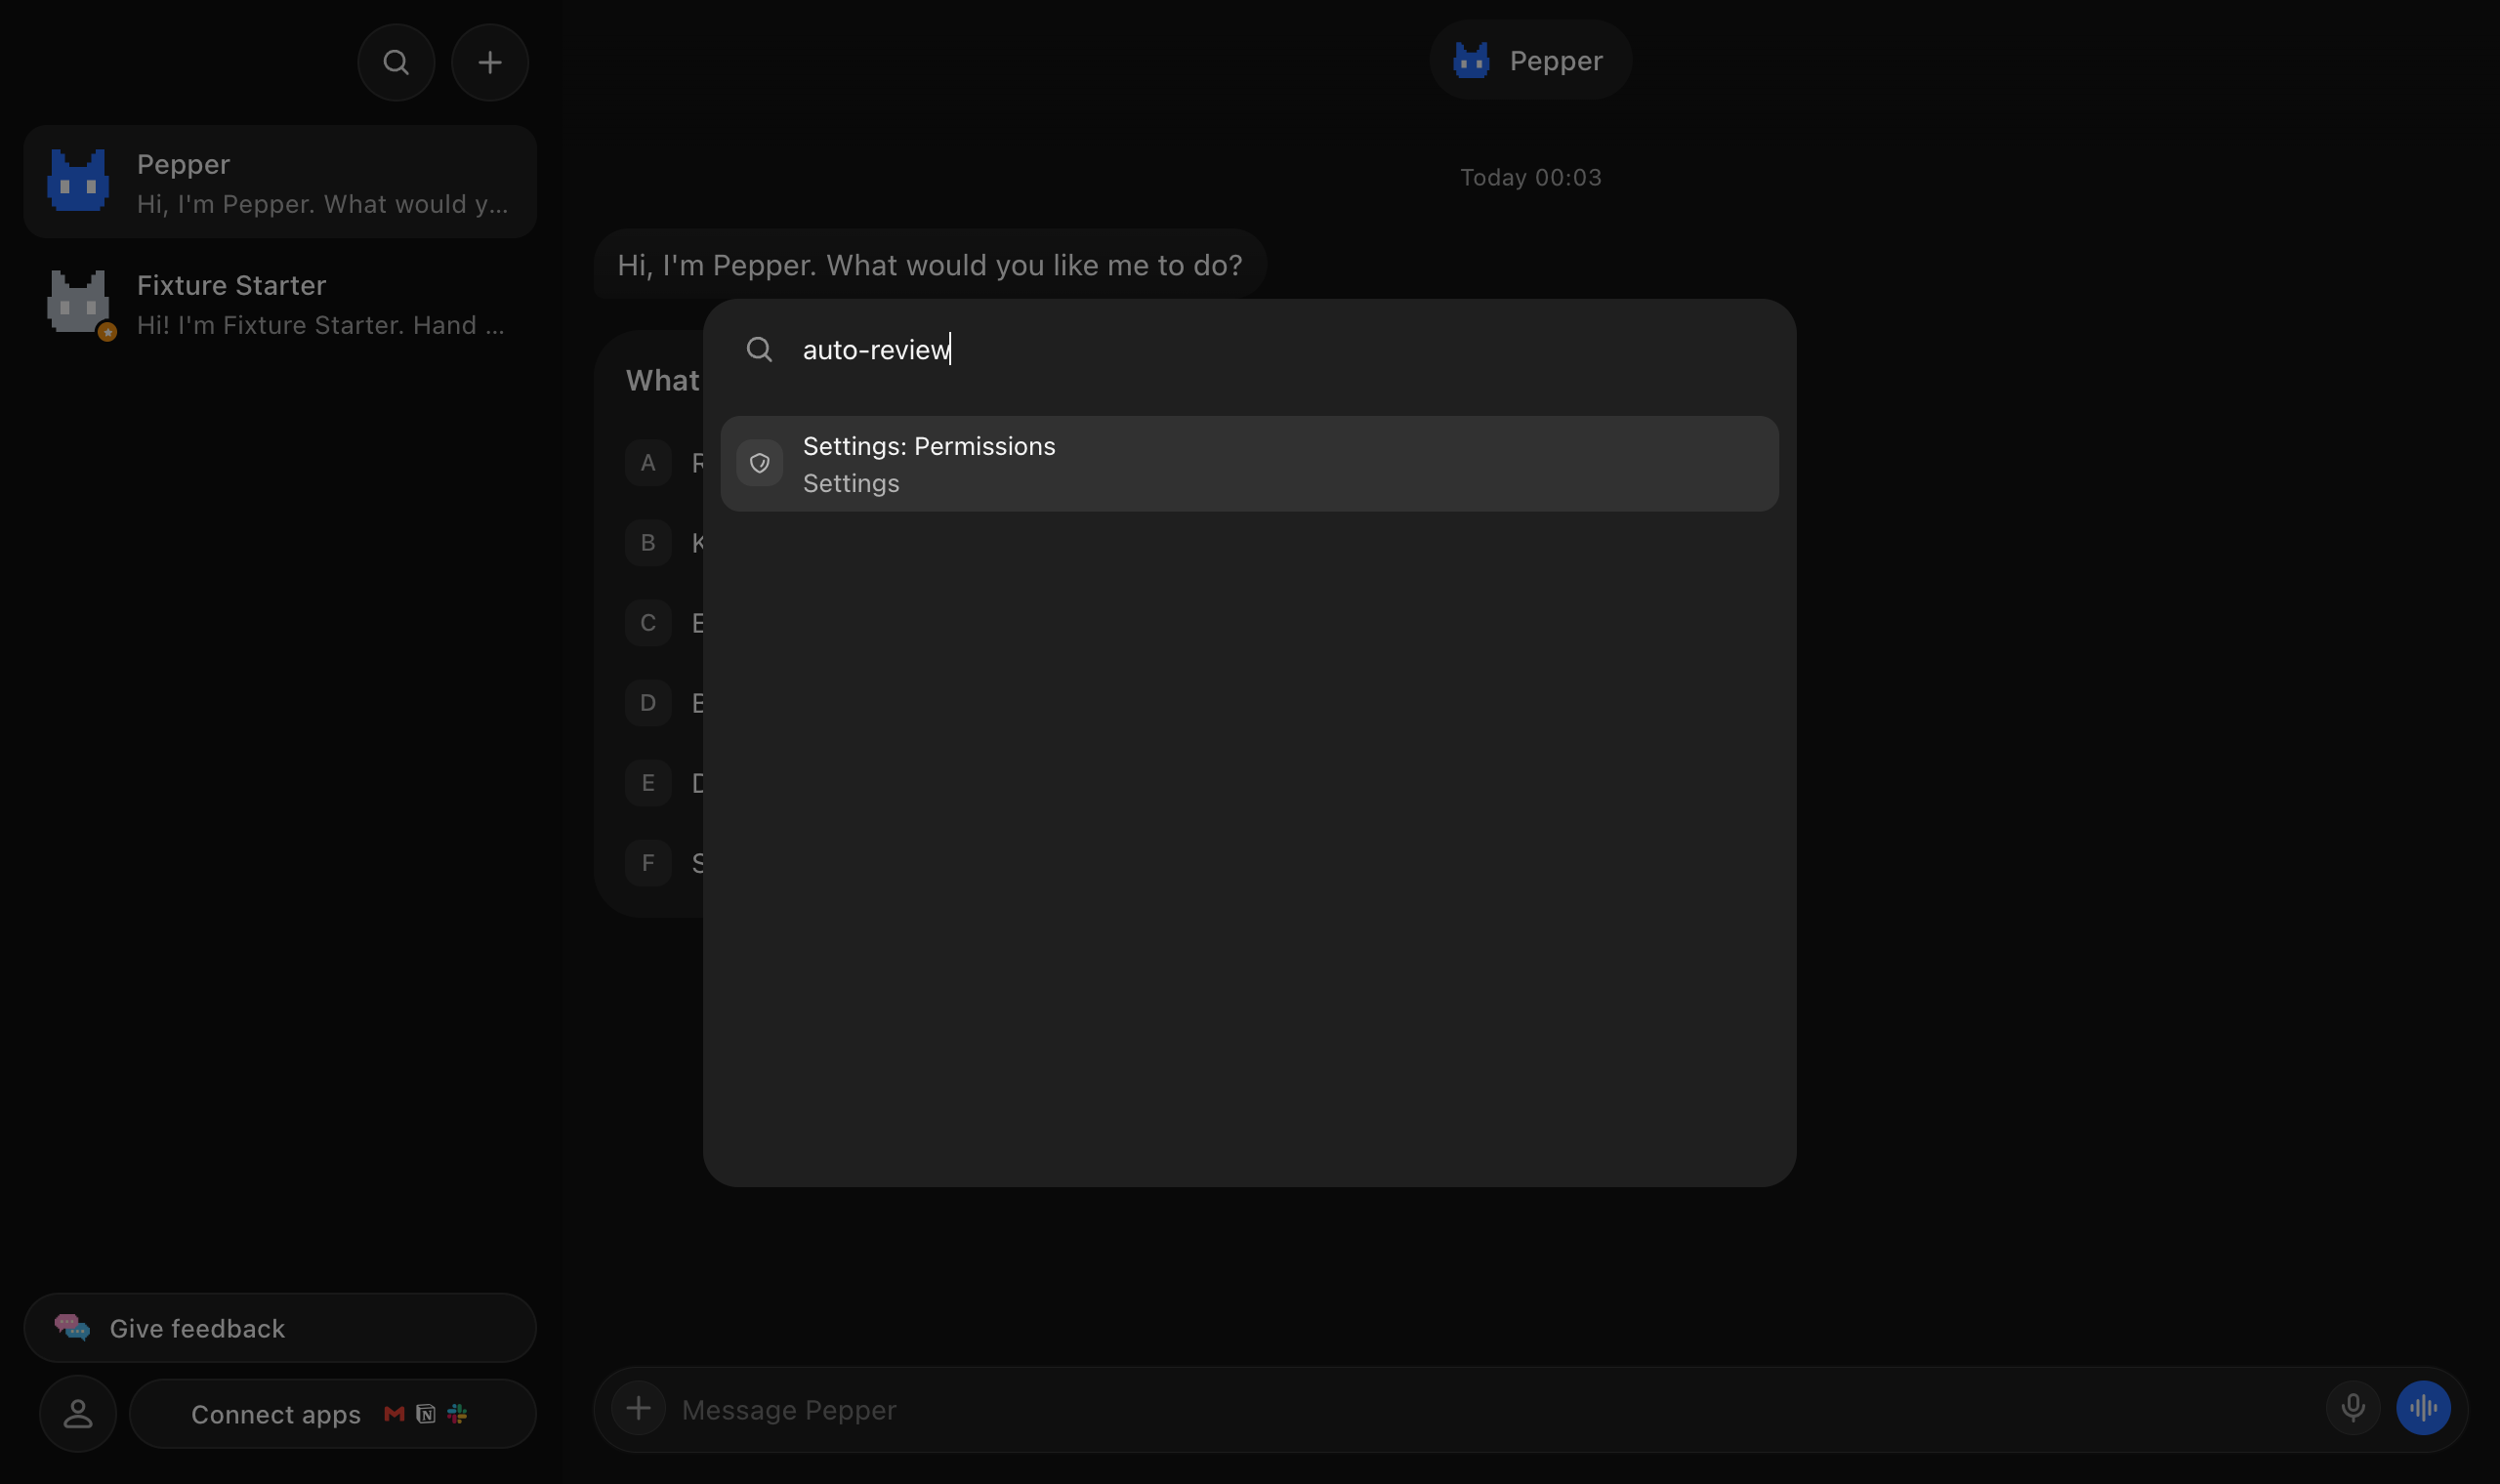 Pepper
Hi, I'm Pepper. What would y...
Fixture Starter
Hi! I'm Fixture Starter. Hand ...
Give feedback
Connect apps
Pepper
Today 00:03
Hi, I'm Pepper. What would you like me to do?
What
A
B
C
D
E
F
auto-review
Settings: Permissions
Settings
Message Pepper